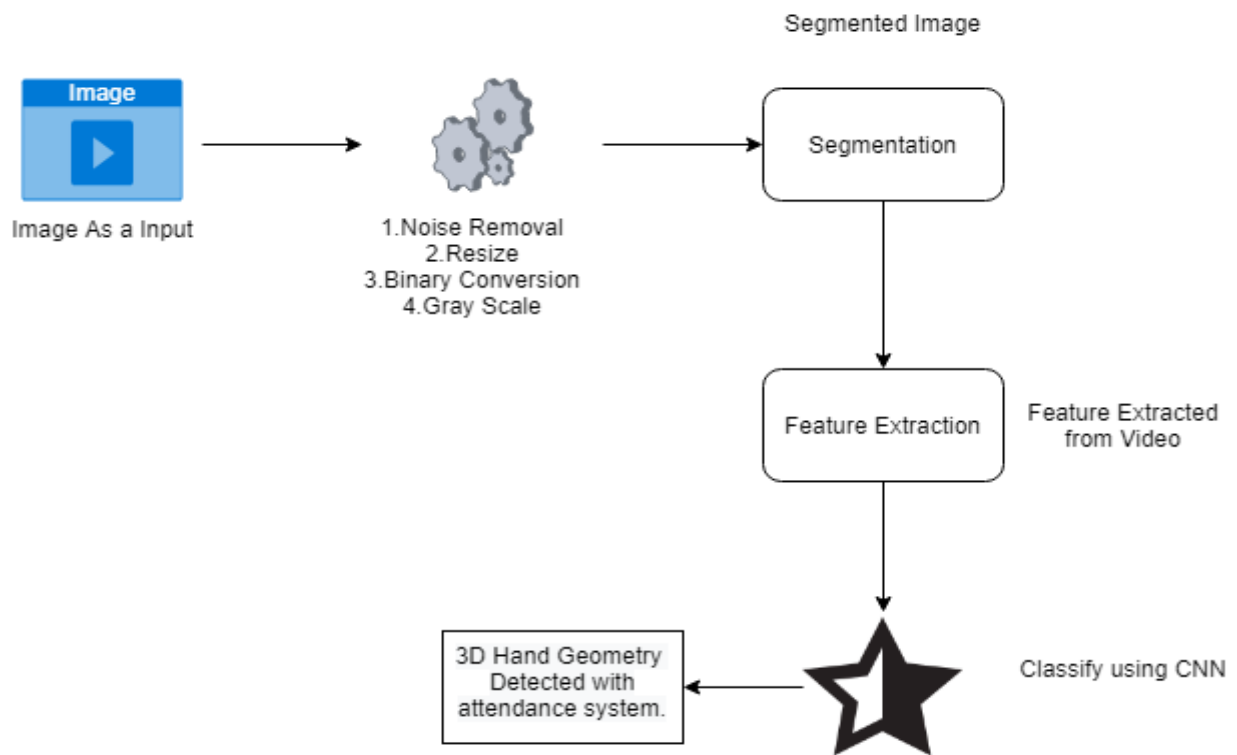 Segmented Image
Image
Segmentation
Image As a Input
1.Noise Removal
2.Resize
3.Binary Conversion
4.Gray Scale
Feature Extraction
Feature Extracted
from Video
3D Hand Geometry
Detected with
attendance system.
Classify using CNN